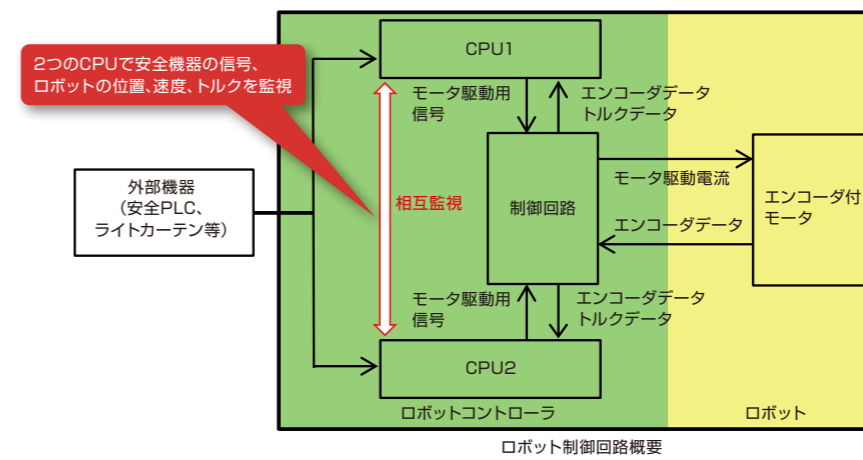 2つのCPUで安全機器の信号、
ロボットの位置、速度、トルクを監視
CPU1
モータ駆動用
信号
エンコーダデータ
トルクデータ
外部機器
(安全PLC、
ライトカーテン等)
相互監視
制御回路
モータ駆動電流
エンコーダデータ
エンコーダ付
モータ
モータ駆動用
信号
エンコーダデータ
トルクデータ
CPU2
ロボットコントローラ
ロボット
ロボット制御回路概要